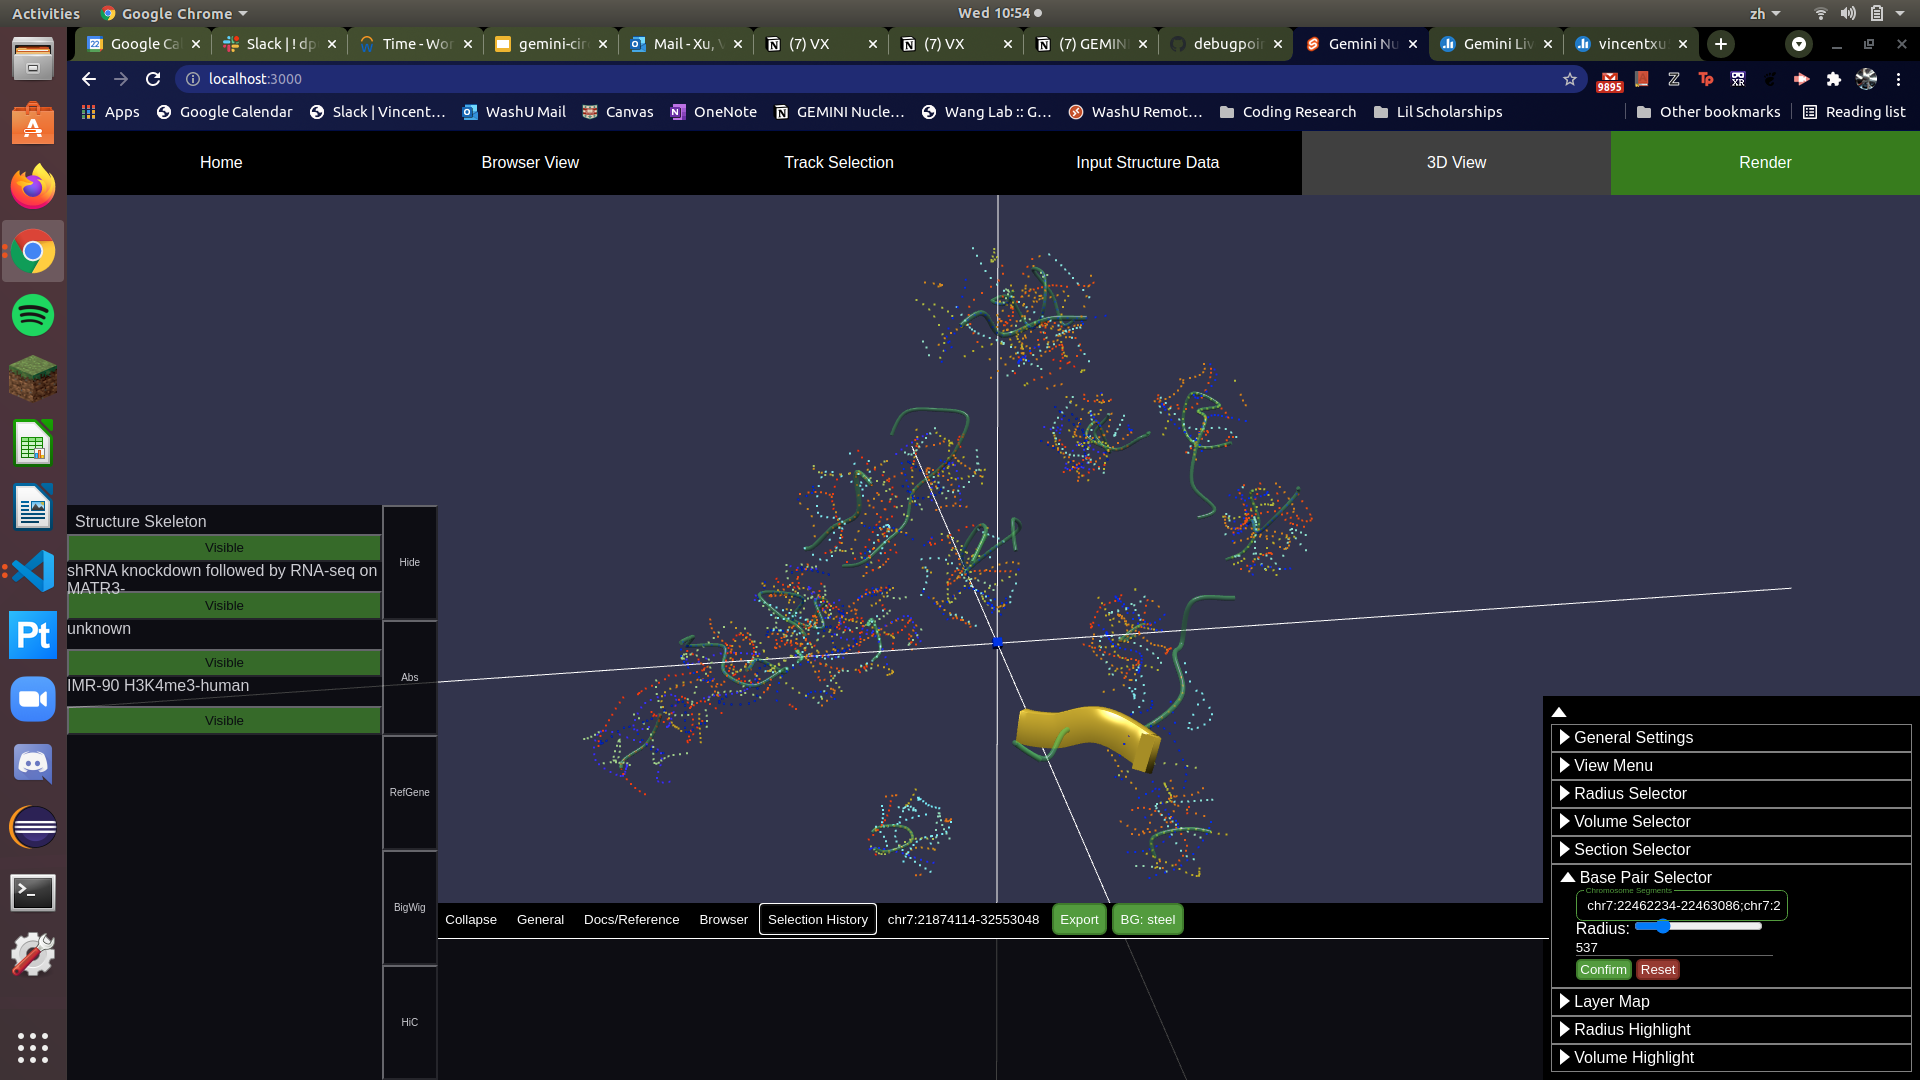 Activities Google Chrome Wed 10:54 zh
Google Ca Slack | ! dp Time - Wor gemini-cir Mail - Xu, V (7) VX (7) VX (7) GEMINI debugpoin Gemini Nu Gemini Liv vincentxu
localhost:3000 9895
Apps Google Calendar Slack | Vincent… WashU Mail Canvas OneNote GEMINI Nucle… Wang Lab :: G… WashU Remot… Coding Research Lil Scholarships Other bookmarks Reading list
Home Browser View Track Selection Input Structure Data 3D View Render
Structure Skeleton
Visible
shRNA knockdown followed by RNA-seq on
MATR3-
Visible
unknown
Visible
IMR-90 H3K4me3-human
Visible
Hide
Abs
RefGene
BigWig
HiC
Collapse General Docs/Reference Browser Selection History chr7:21874114-32553048 Export BG: steel
General Settings
View Menu
Radius Selector
Volume Selector
Section Selector
Base Pair Selector
Chromosome Segments
chr7:22462234-22463086;chr7:2
Radius:
537
Confirm Reset
Layer Map
Radius Highlight
Volume Highlight
Pt